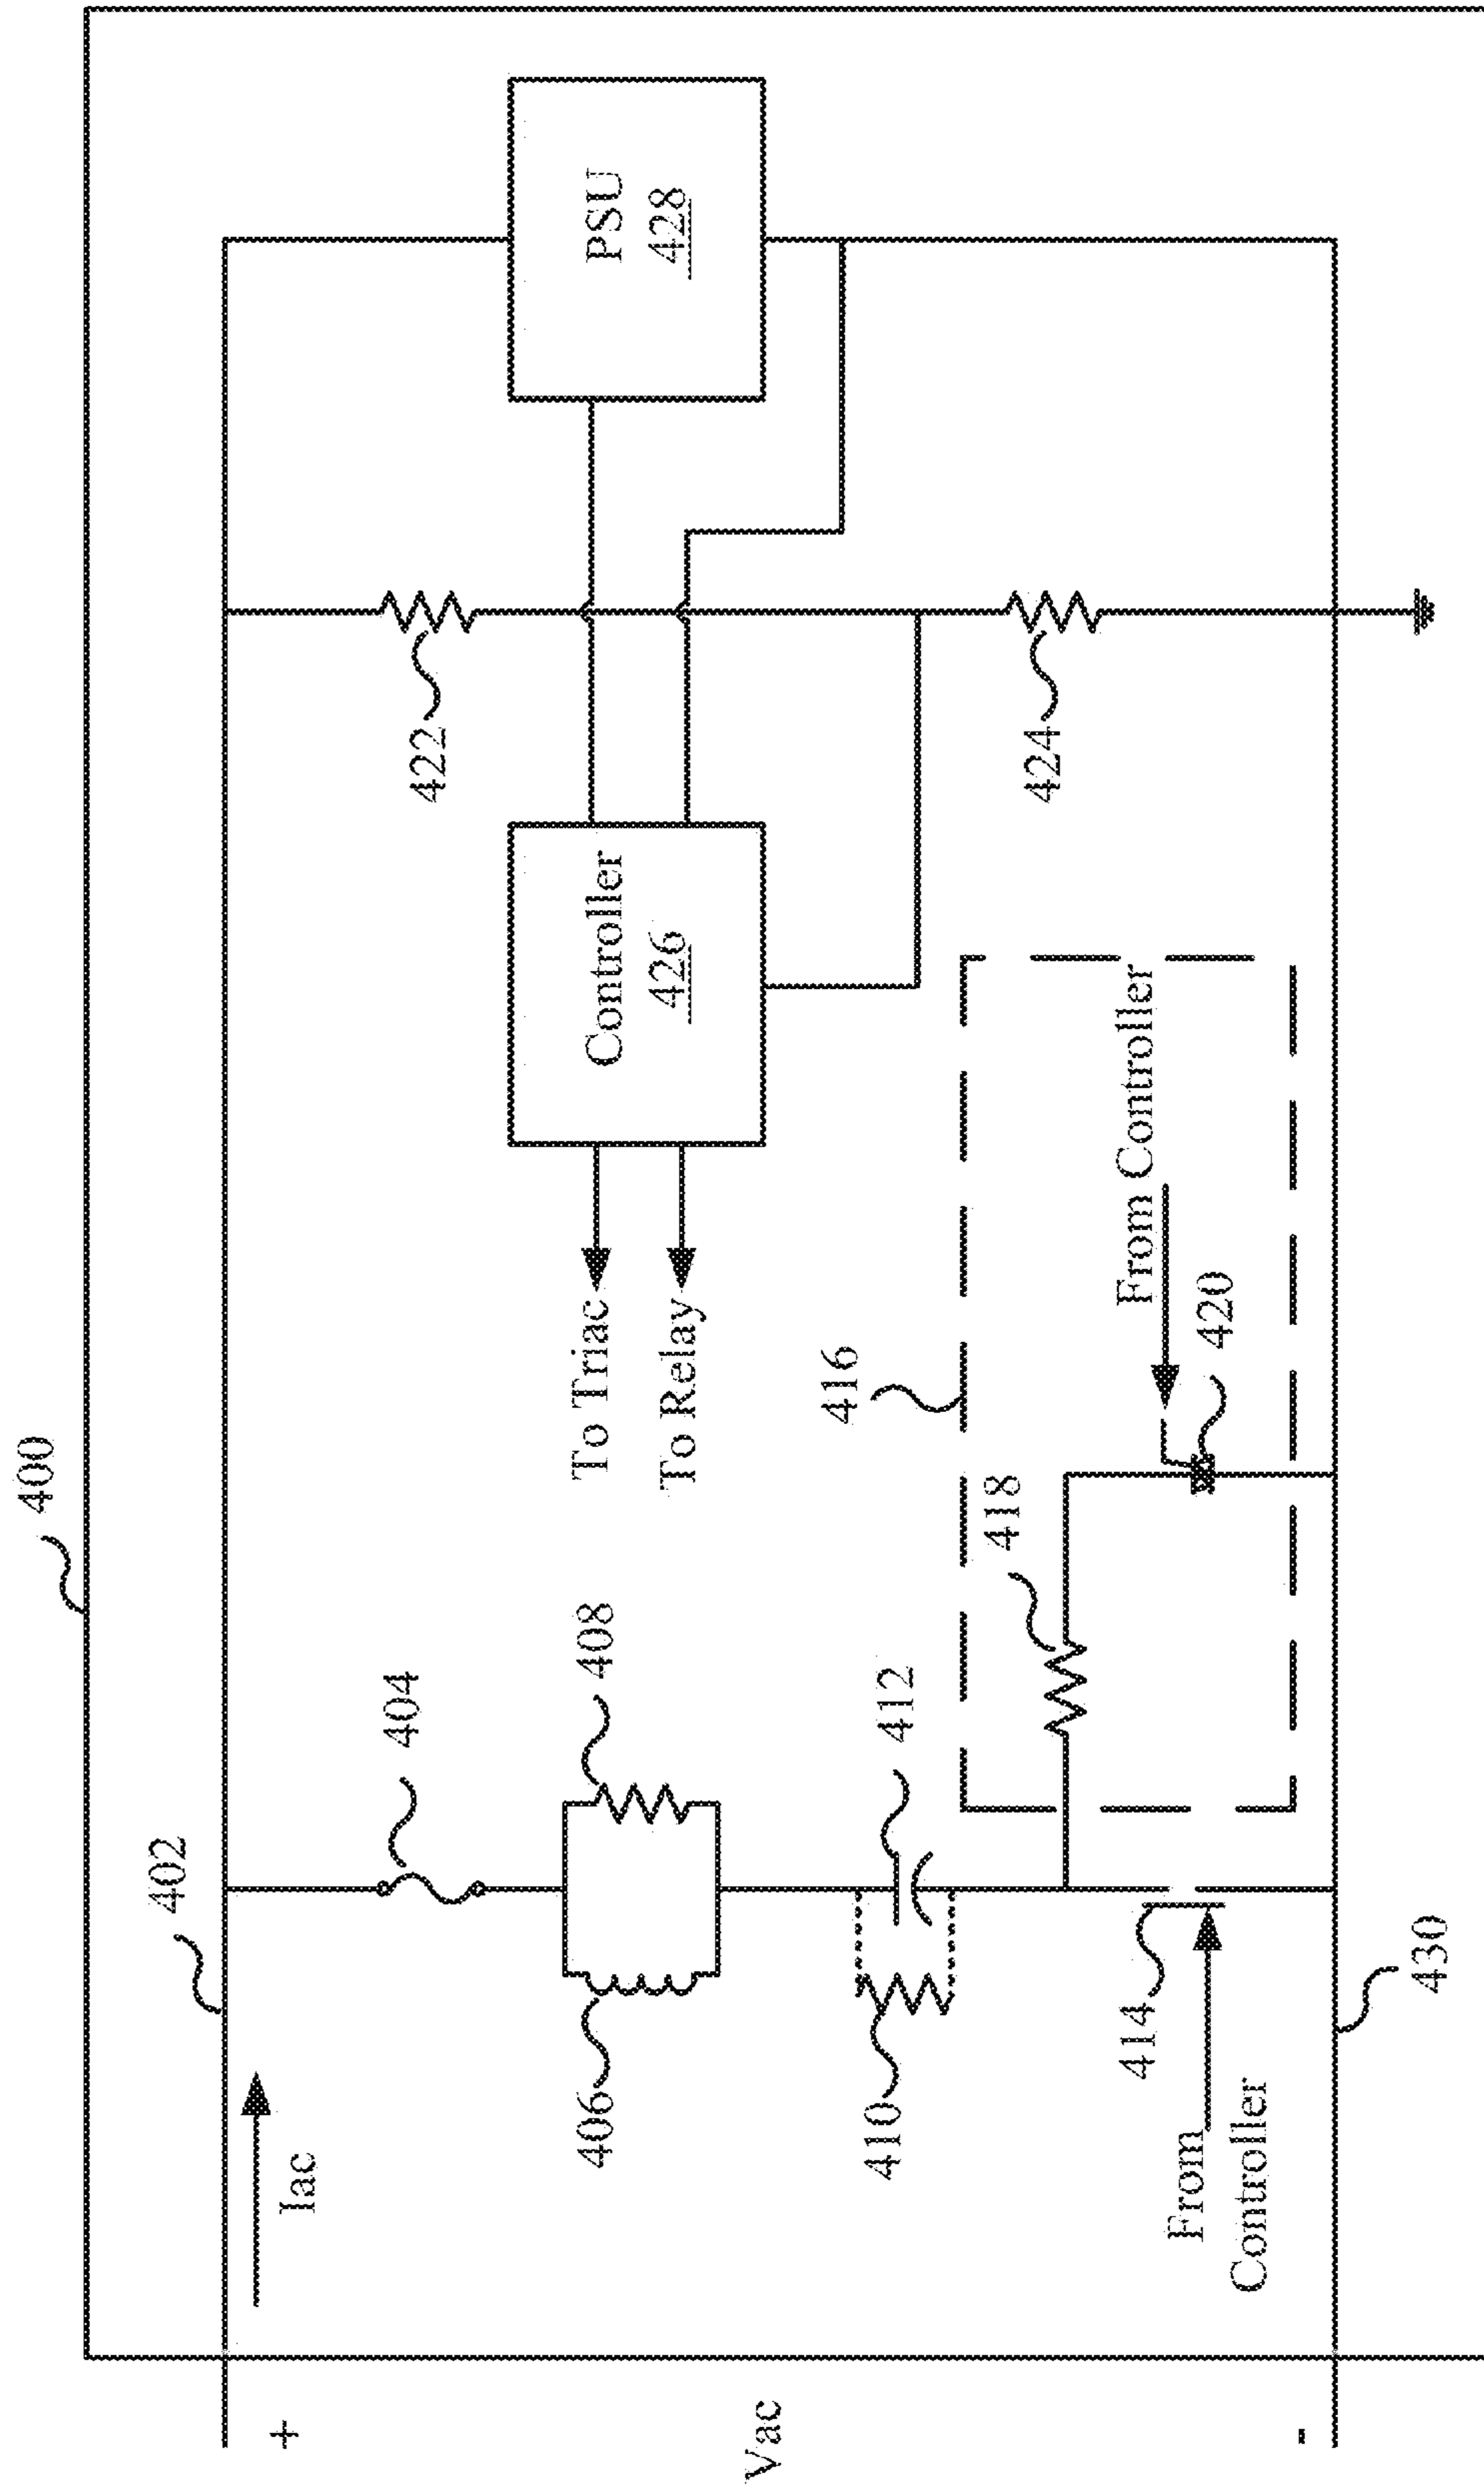 400
402
Iac
+
Vac
-
404
406
408
410
412
414
From
Controller
416
418
From Controller
420
To Triac
To Relay
Controller
426
422
424
PSU
428
430